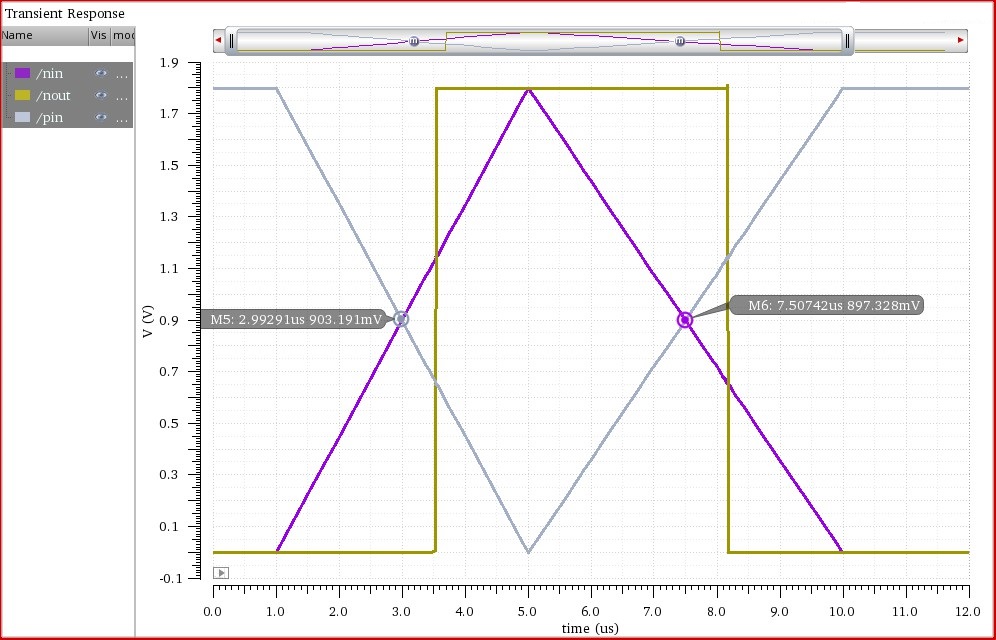 Transient Response
Name Vis mod
/nin ...
/nout ...
/pin ...
1.9
1.7
1.5
1.3
1.1
0.9
0.7
0.5
0.3
0.1
-0.1
V (V)
M5: 2.99291us 903.191mV
M6: 7.50742us 897.328mV
0.0 1.0 2.0 3.0 4.0 5.0 6.0 7.0 8.0 9.0 10.0 11.0 12.0
time (us)